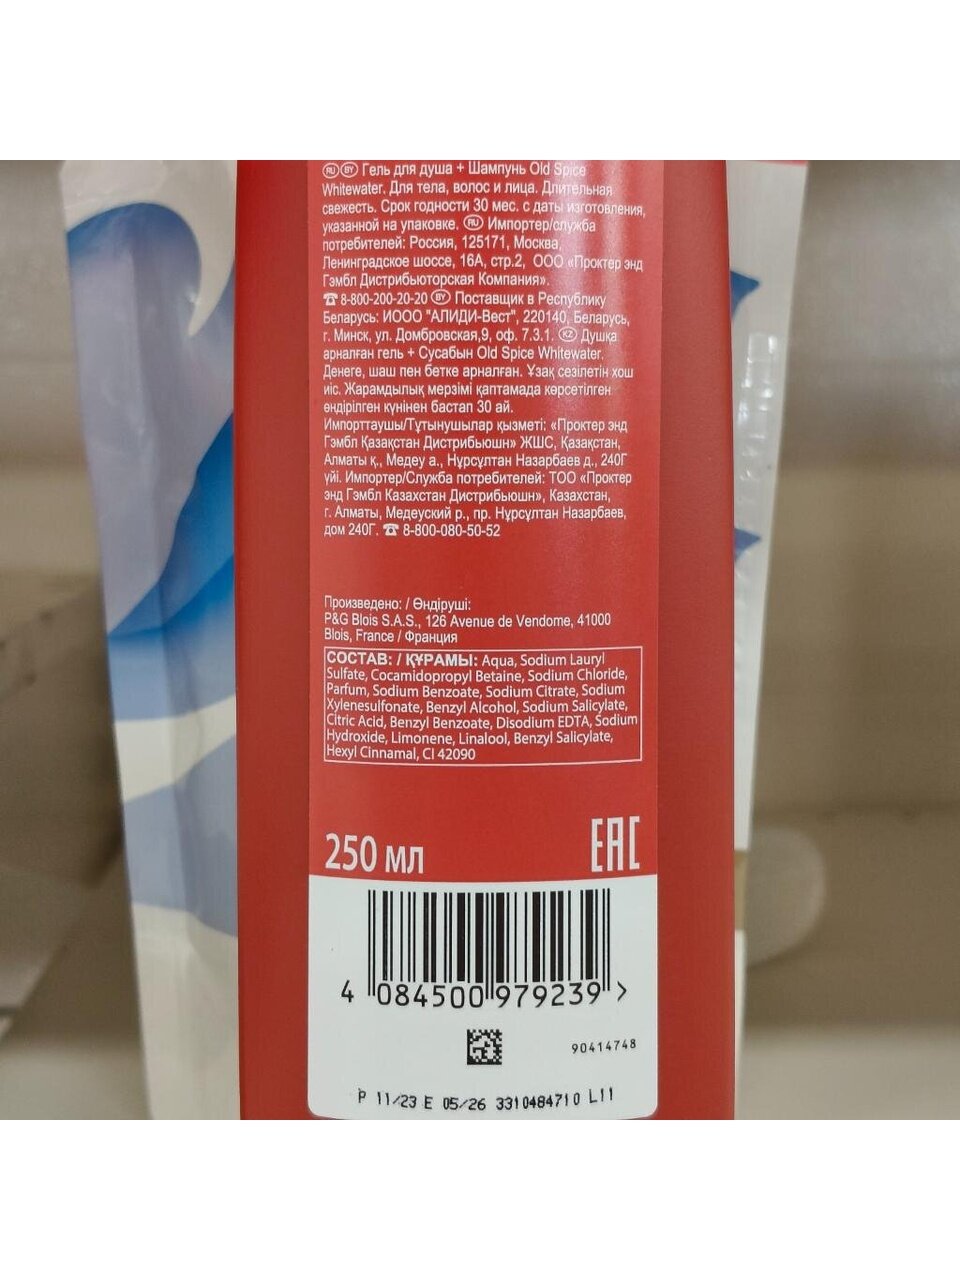 RU BY Гель для душа + Шампунь Old Spice
Whitewater. Для тела, волос и лица. Длительная
свежесть. Срок годности 30 мес. с даты изготовления,
указанной на упаковке. RU Импортер/служба
потребителей: Россия, 125171, Москва,
Ленинградское шоссе, 16А, стр.2, ООО «Проктер энд
Гэмбл Дистрибьюторская Компания».
☎ 8-800-200-20-20 BY Поставщик в Республику
Беларусь: ИООО "АЛИДИ-Вест", 220140, Беларусь,
г. Минск, ул. Домбровская,9, оф. 7.3.1. KZ Душқа
арналған гель + Сусабын Old Spice Whitewater.
Денеге, шаш пен бетке арналған. Ұзақ сезілетін хош
иіс. Жарамдылық мерзімі қаптамада көрсетілген
өндірілген күнінен бастап 30 ай.
Импорттаушы/Тұтынушылар қызметі: «Проктер энд
Гэмбл Қазақстан Дистрибьюшн» ЖШС, Қазақстан,
Алматы қ., Медеу а., Нұрсұлтан Назарбаев д., 240Г
үйі. Импортер/Служба потребителей: ТОО «Проктер
энд Гэмбл Казахстан Дистрибьюшн», Казахстан,
г. Алматы, Медеуский р., пр. Нұрсұлтан Назарбаев,
дом 240Г. ☎ 8-800-080-50-52
Произведено: / Өндіруші:
P&G Blois S.A.S., 126 Avenue de Vendome, 41000
Blois, France / Франция
СОСТАВ: / ҚҰРАМЫ: Aqua, Sodium Lauryl
Sulfate, Cocamidopropyl Betaine, Sodium Chloride,
Parfum, Sodium Benzoate, Sodium Citrate, Sodium
Xylenesulfonate, Benzyl Alcohol, Sodium Salicylate,
Citric Acid, Benzyl Benzoate, Disodium EDTA, Sodium
Hydroxide, Limonene, Linalool, Benzyl Salicylate,
Hexyl Cinnamal, CI 42090
250 мл EAC
4 084500 979239 >
90414748
P 11/23 E 05/26 3310484710 L11